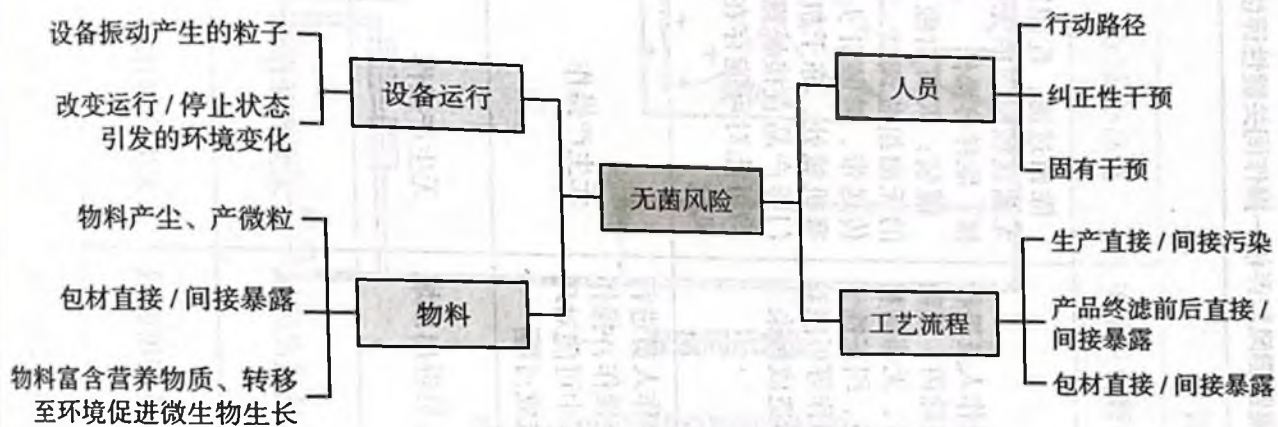 设备振动产生的粒子
改变运行 / 停止状态
引发的环境变化
设备运行
物料产尘、产微粒
包材直接 / 间接暴露
物料富含营养物质、转移
至环境促进微生物生长
物料
无菌风险
人员
行动路径
纠正性干预
固有干预
工艺流程
生产直接 / 间接污染
产品终滤前后直接 /
间接暴露
包材直接 / 间接暴露